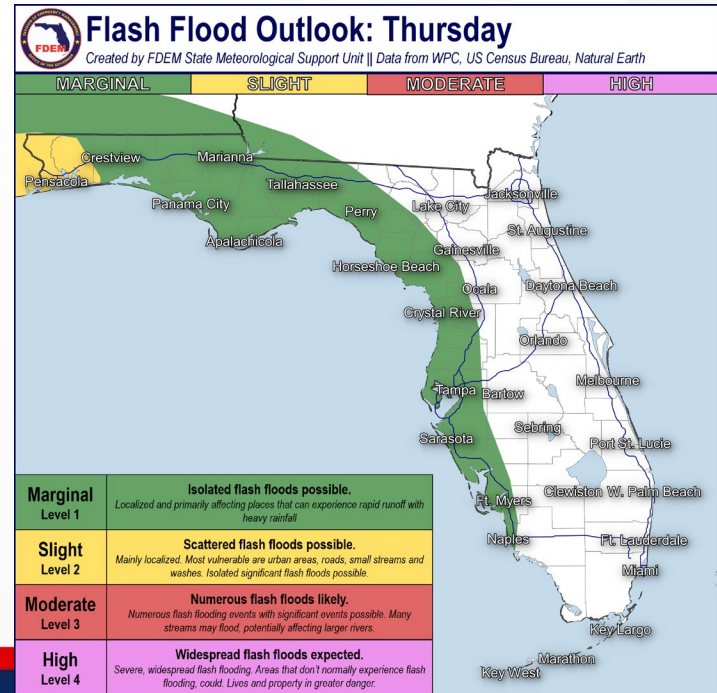 Flash Flood Outlook: Thursday
Created by FDEM State Meteorological Support Unit || Data from WPC, US Census Bureau, Natural Earth
FDEM
MARGINAL
SLIGHT
MODERATE
HIGH
Crestview
Marianna
Pensacola
Tallahassee
Panama City
Perry
Lake City
Jacksonville
Apalachicola
St. Augustine
Gainesville
Horseshoe Beach
Ocala
Daytona Beach
Crystal River
Orlando
Tampa
Bartow
Melbourne
Sebring
Sarasota
Port St. Lucie
Ft. Myers
Clewiston
W. Palm Beach
Naples
Ft. Lauderdale
Miami
Key Largo
Marathon
Key West
Marginal
Level 1
Isolated flash floods possible.
Localized and primarily affecting places that can experience rapid runoff with
heavy rainfall
Slight
Level 2
Scattered flash floods possible.
Mainly localized. Most vulnerable are urban areas, roads, small streams and
washes. Isolated significant flash floods possible.
Moderate
Level 3
Numerous flash floods likely.
Numerous flash flooding events with significant events possible. Many
streams may flood, potentially affecting larger rivers.
High
Level 4
Widespread flash floods expected.
Severe, widespread flash flooding. Areas that don't normally experience flash
flooding, could. Lives and property in greater danger.